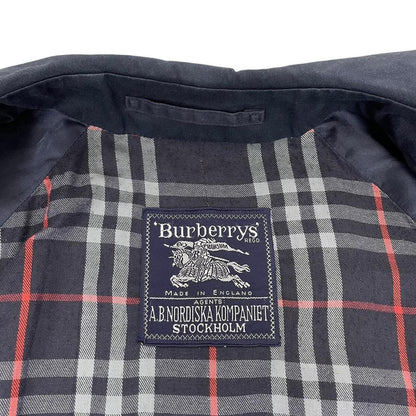 Burberrys
REGD
MADE IN ENGLAND
AGENTS
A.B. NORDISKA KOMPANIET
STOCKHOLM